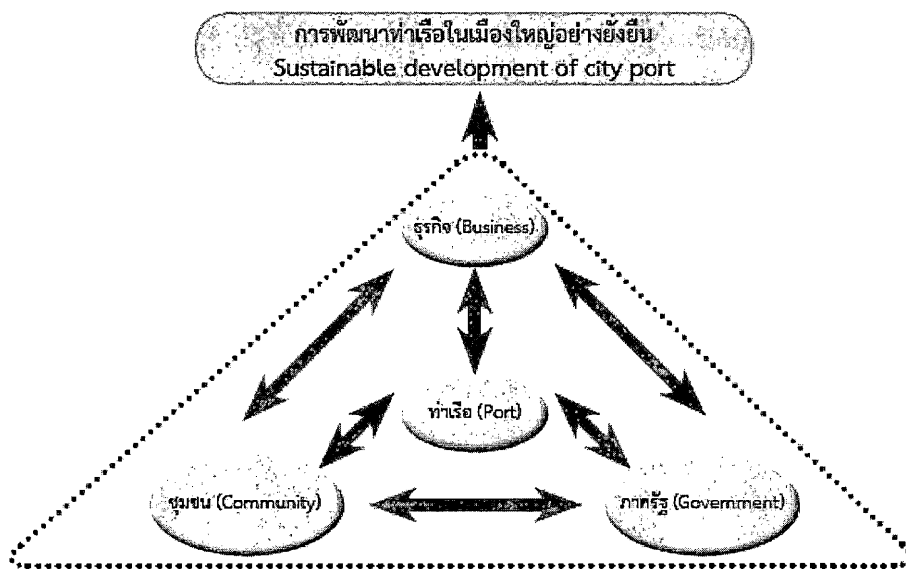 การพัฒนาท่าเรือในเมืองใหญ่อย่างยั่งยืน
Sustainable development of city port
ธุรกิจ (Business)
ท่าเรือ (Port)
ชุมชน (Community)
ภาครัฐ (Government)